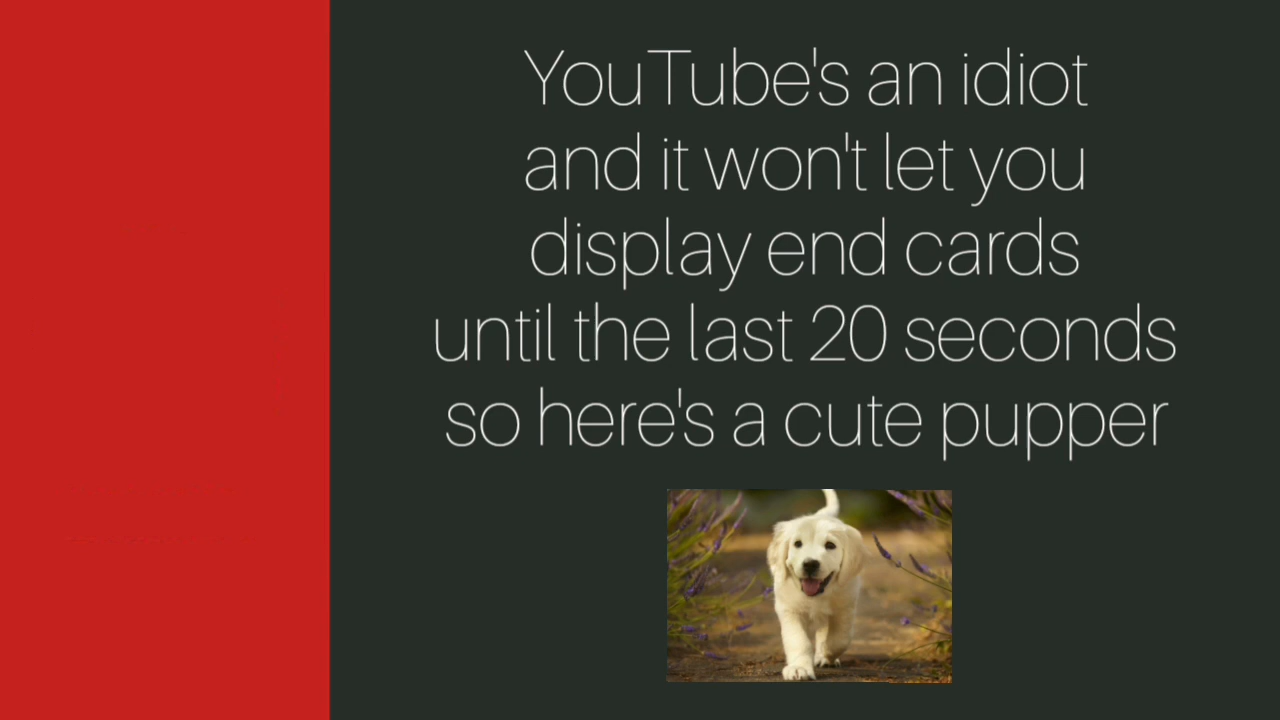 YouTube's an idiot
and it won't let you
display end cards
until the last 20 seconds
so here's a cute pupper